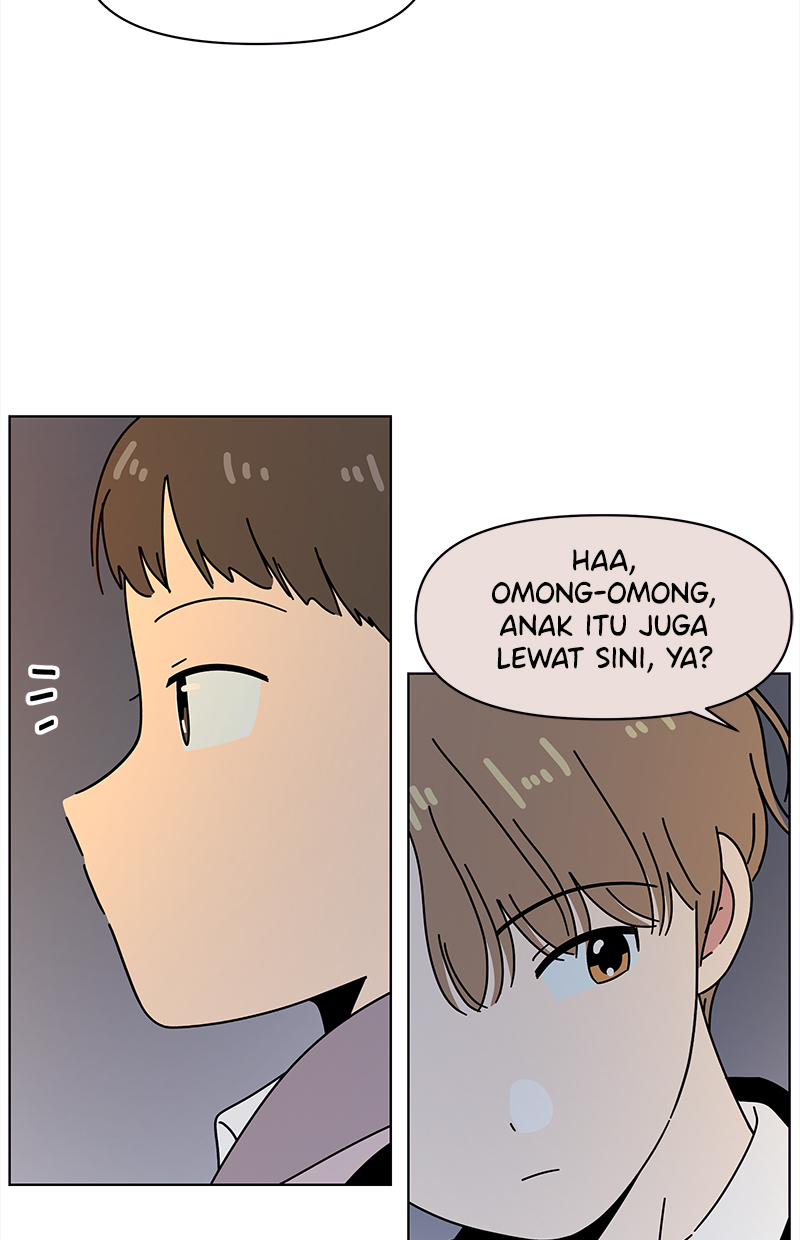 HAA,
OMONG-OMONG,
ANAK ITU JUGA
LEWAT SINI, YA?